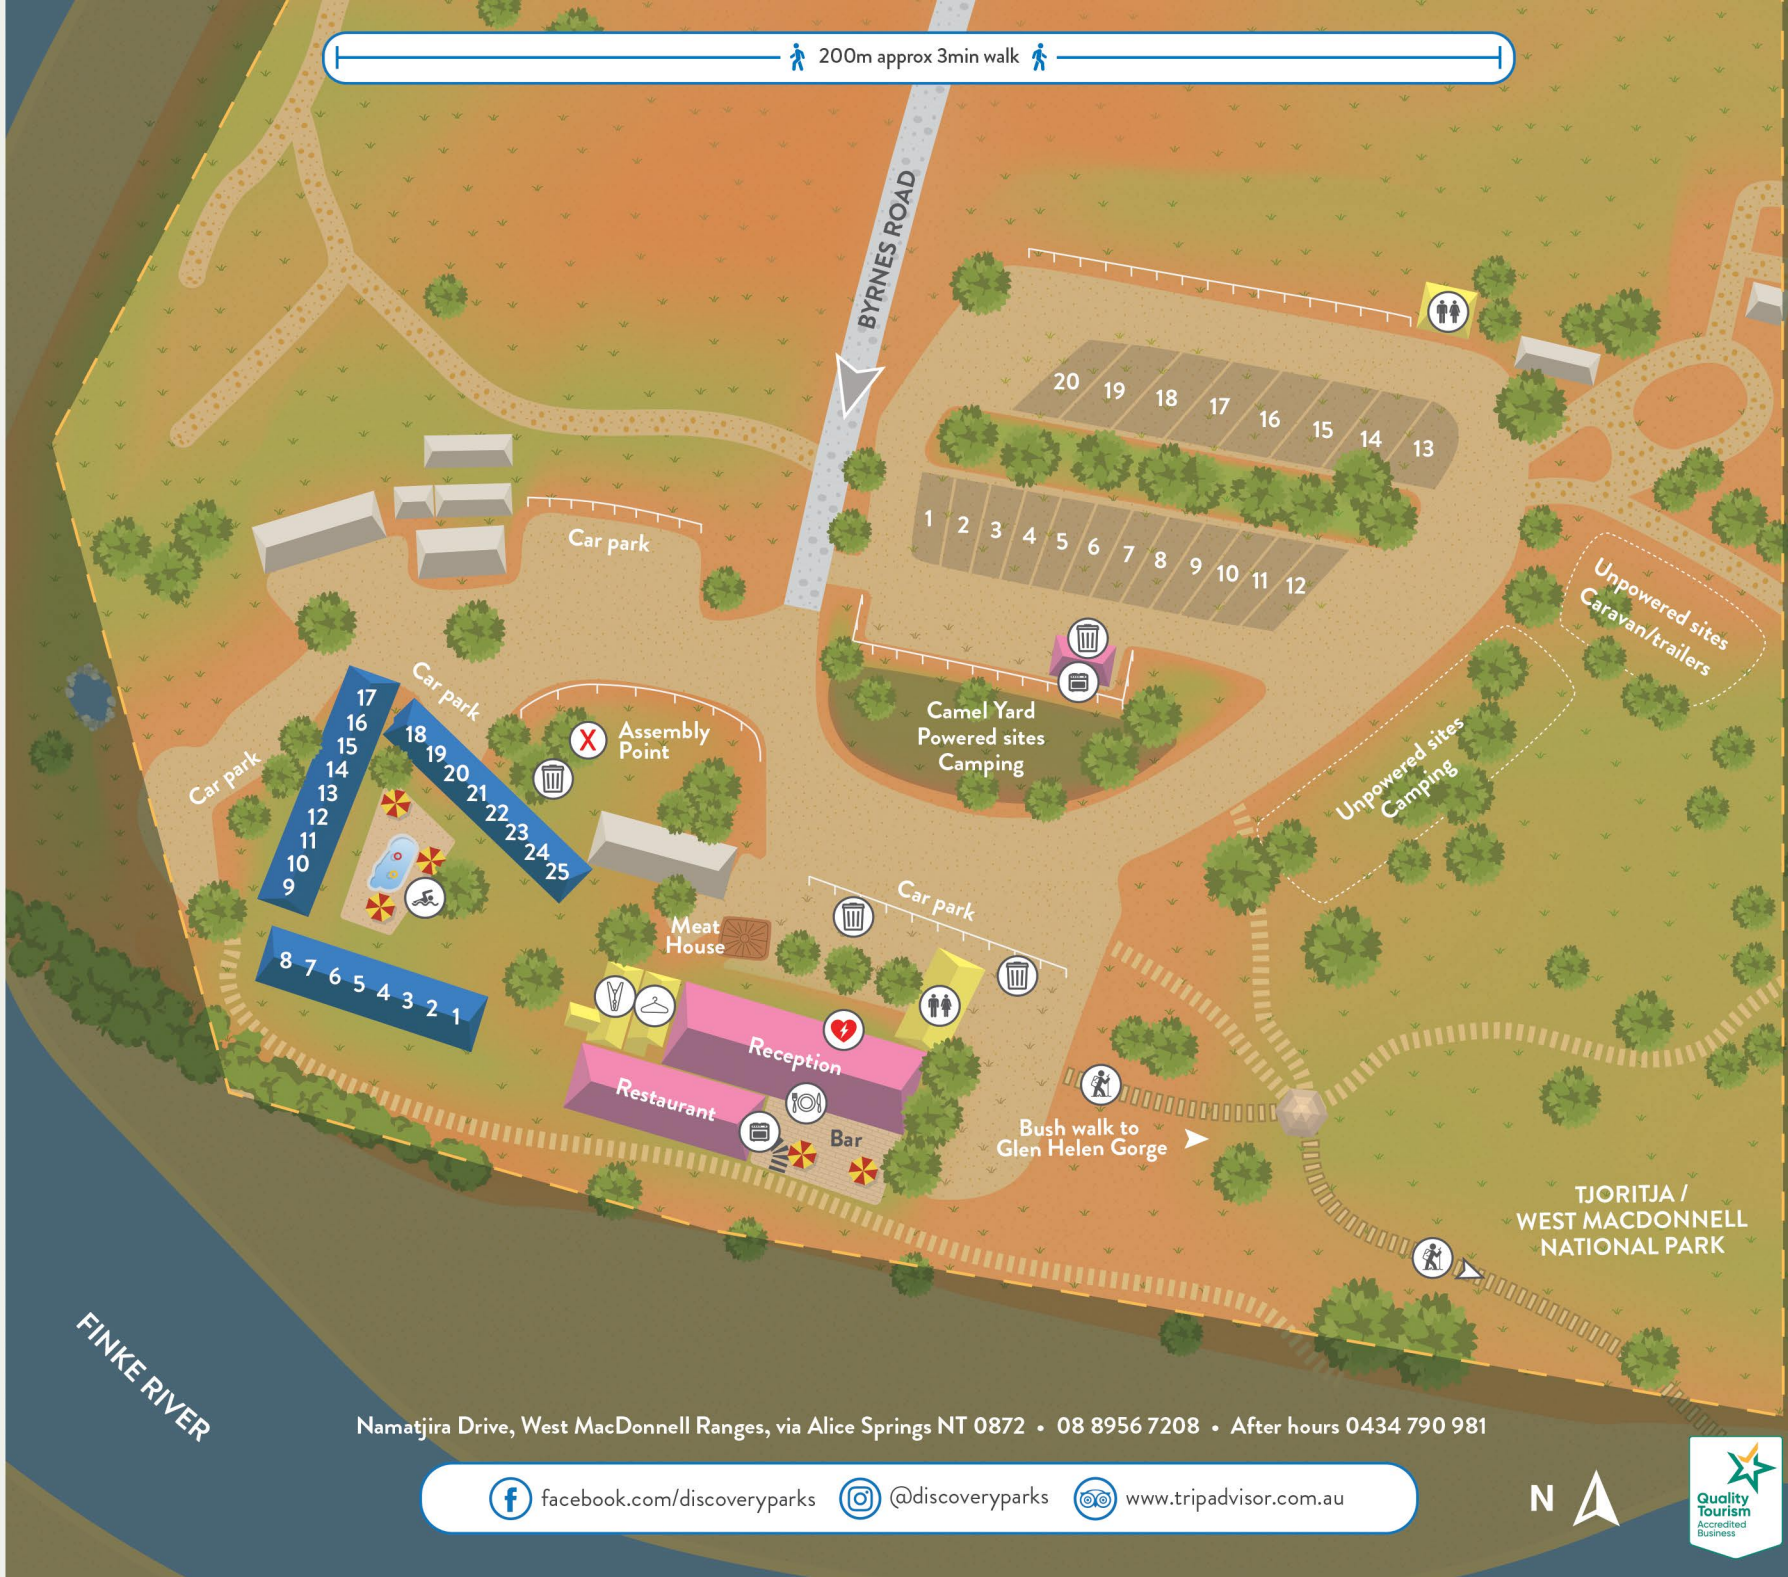 200m approx 3min walk
BYRNES ROAD
20
19
18
17
16
15
14
13
1
2
3
4
5
6
7
8
9
10
11
12
Car park
Unpowered sites
Caravan/trailers
Unpowered sites
Camping
Camel Yard
Powered sites
Camping
Car park
Assembly
Point
X
Car park
17
16
15
14
13
12
11
10
9
18
19
20
21
22
23
24
25
8 7 6 5 4 3 2 1
Meat
House
Car park
Reception
Restaurant
Bar
Bush walk to
Glen Helen Gorge
TJORITJA /
WEST MACDONNELL
NATIONAL PARK
FINKE RIVER
Namatjira Drive, West MacDonnell Ranges, via Alice Springs NT 0872 • 08 8956 7208 • After hours 0434 790 981
facebook.com/discoveryparks @discoveryparks www.tripadvisor.com.au
N
Quality
Tourism
Accredited
Business